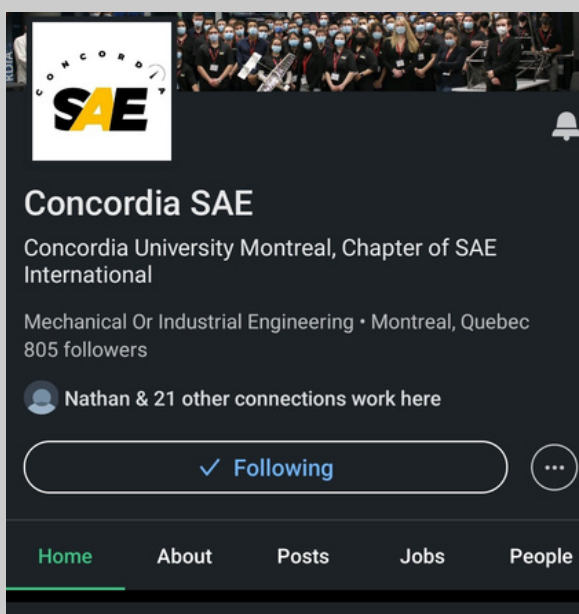 CONCORDIA
SAE
Concordia SAE
Concordia University Montreal, Chapter of SAE
International
Mechanical Or Industrial Engineering • Montreal, Quebec
805 followers
Nathan & 21 other connections work here
✓ Following
Home About Posts Jobs People